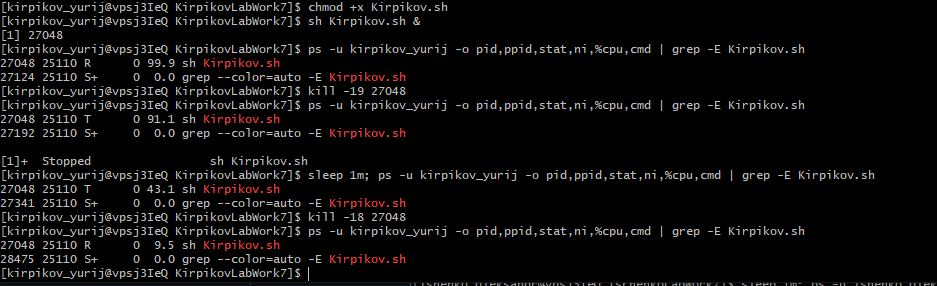 [kirpikov_yurij@vpsj3IeQ KirpikovLabWork7]$ chmod +x Kirpikov.sh
[kirpikov_yurij@vpsj3IeQ KirpikovLabWork7]$ sh Kirpikov.sh &
[1] 27048
[kirpikov_yurij@vpsj3IeQ KirpikovLabWork7]$ ps -u kirpikov_yurij -o pid,ppid,stat,ni,%cpu,cmd | grep -E Kirpikov.sh
27048 25110 R      0 99.9 sh Kirpikov.sh
27124 25110 S+     0  0.0 grep --color=auto -E Kirpikov.sh
[kirpikov_yurij@vpsj3IeQ KirpikovLabWork7]$ kill -19 27048
[kirpikov_yurij@vpsj3IeQ KirpikovLabWork7]$ ps -u kirpikov_yurij -o pid,ppid,stat,ni,%cpu,cmd | grep -E Kirpikov.sh
27048 25110 T      0 91.1 sh Kirpikov.sh
27192 25110 S+     0  0.0 grep --color=auto -E Kirpikov.sh
[1]+  Stopped                 sh Kirpikov.sh
[kirpikov_yurij@vpsj3IeQ KirpikovLabWork7]$ sleep 1m; ps -u kirpikov_yurij -o pid,ppid,stat,ni,%cpu,cmd | grep -E Kirpikov.sh
27048 25110 T      0 43.1 sh Kirpikov.sh
27341 25110 S+     0  0.0 grep --color=auto -E Kirpikov.sh
[kirpikov_yurij@vpsj3IeQ KirpikovLabWork7]$ kill -18 27048
[kirpikov_yurij@vpsj3IeQ KirpikovLabWork7]$ ps -u kirpikov_yurij -o pid,ppid,stat,ni,%cpu,cmd | grep -E Kirpikov.sh
27048 25110 R      0  9.5 sh Kirpikov.sh
28475 25110 S+     0  0.0 grep --color=auto -E Kirpikov.sh
[kirpikov_yurij@vpsj3IeQ KirpikovLabWork7]$